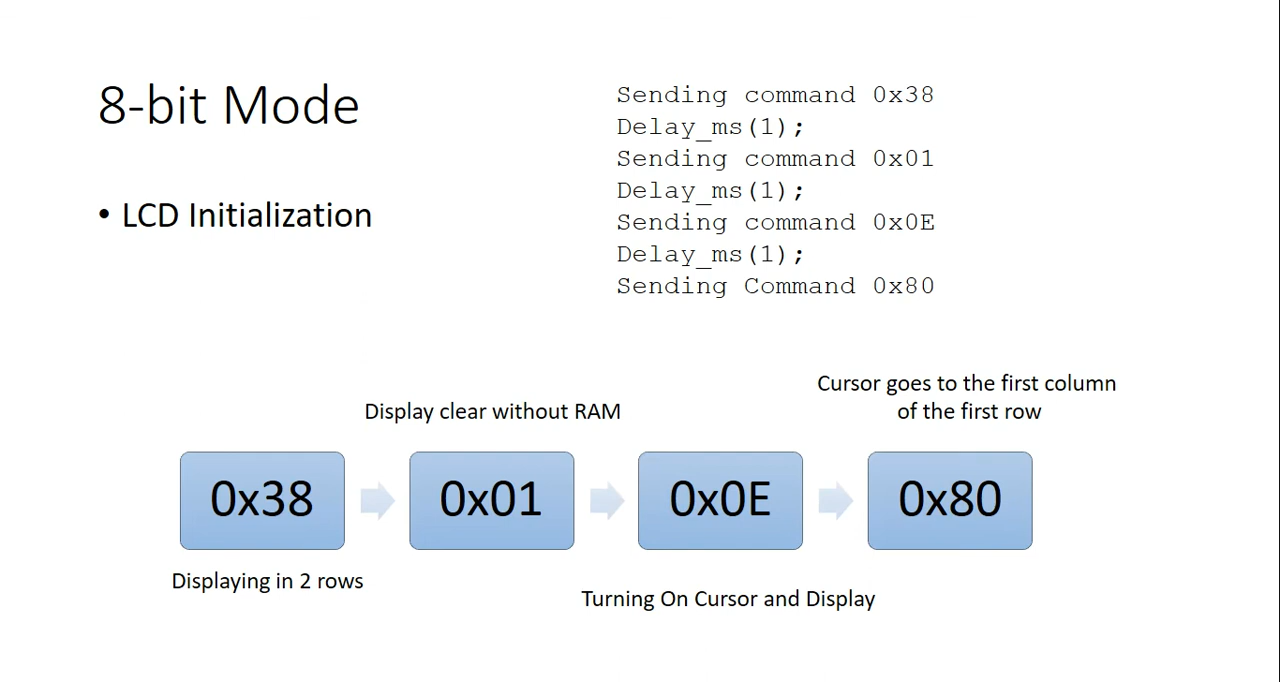 8-bit Mode
• LCD Initialization
Sending command 0x38
Delay_ms(1);
Sending command 0x01
Delay_ms(1);
Sending command 0x0E
Delay_ms(1);
Sending Command 0x80
Cursor goes to the first column
of the first row
Display clear without RAM
0x38
0x01
0x0E
0x80
Displaying in 2 rows
Turning On Cursor and Display